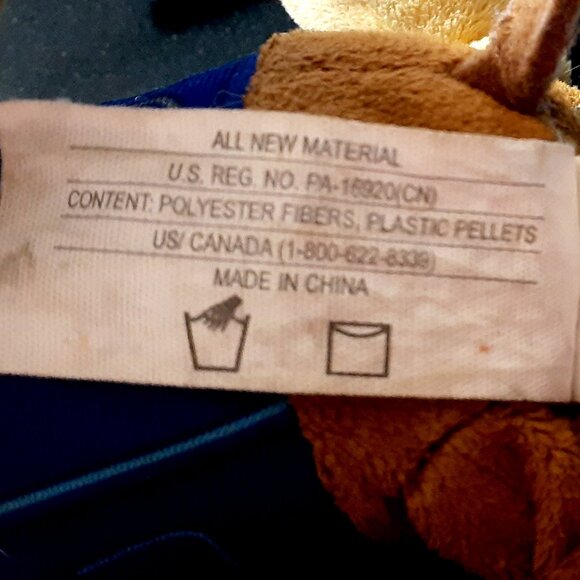 ALL NEW MATERIAL
U.S. REG. NO. PA-16920(CN)
CONTENT: POLYESTER FIBERS, PLASTIC PELLETS
US/ CANADA (1-800-622-8339)
MADE IN CHINA